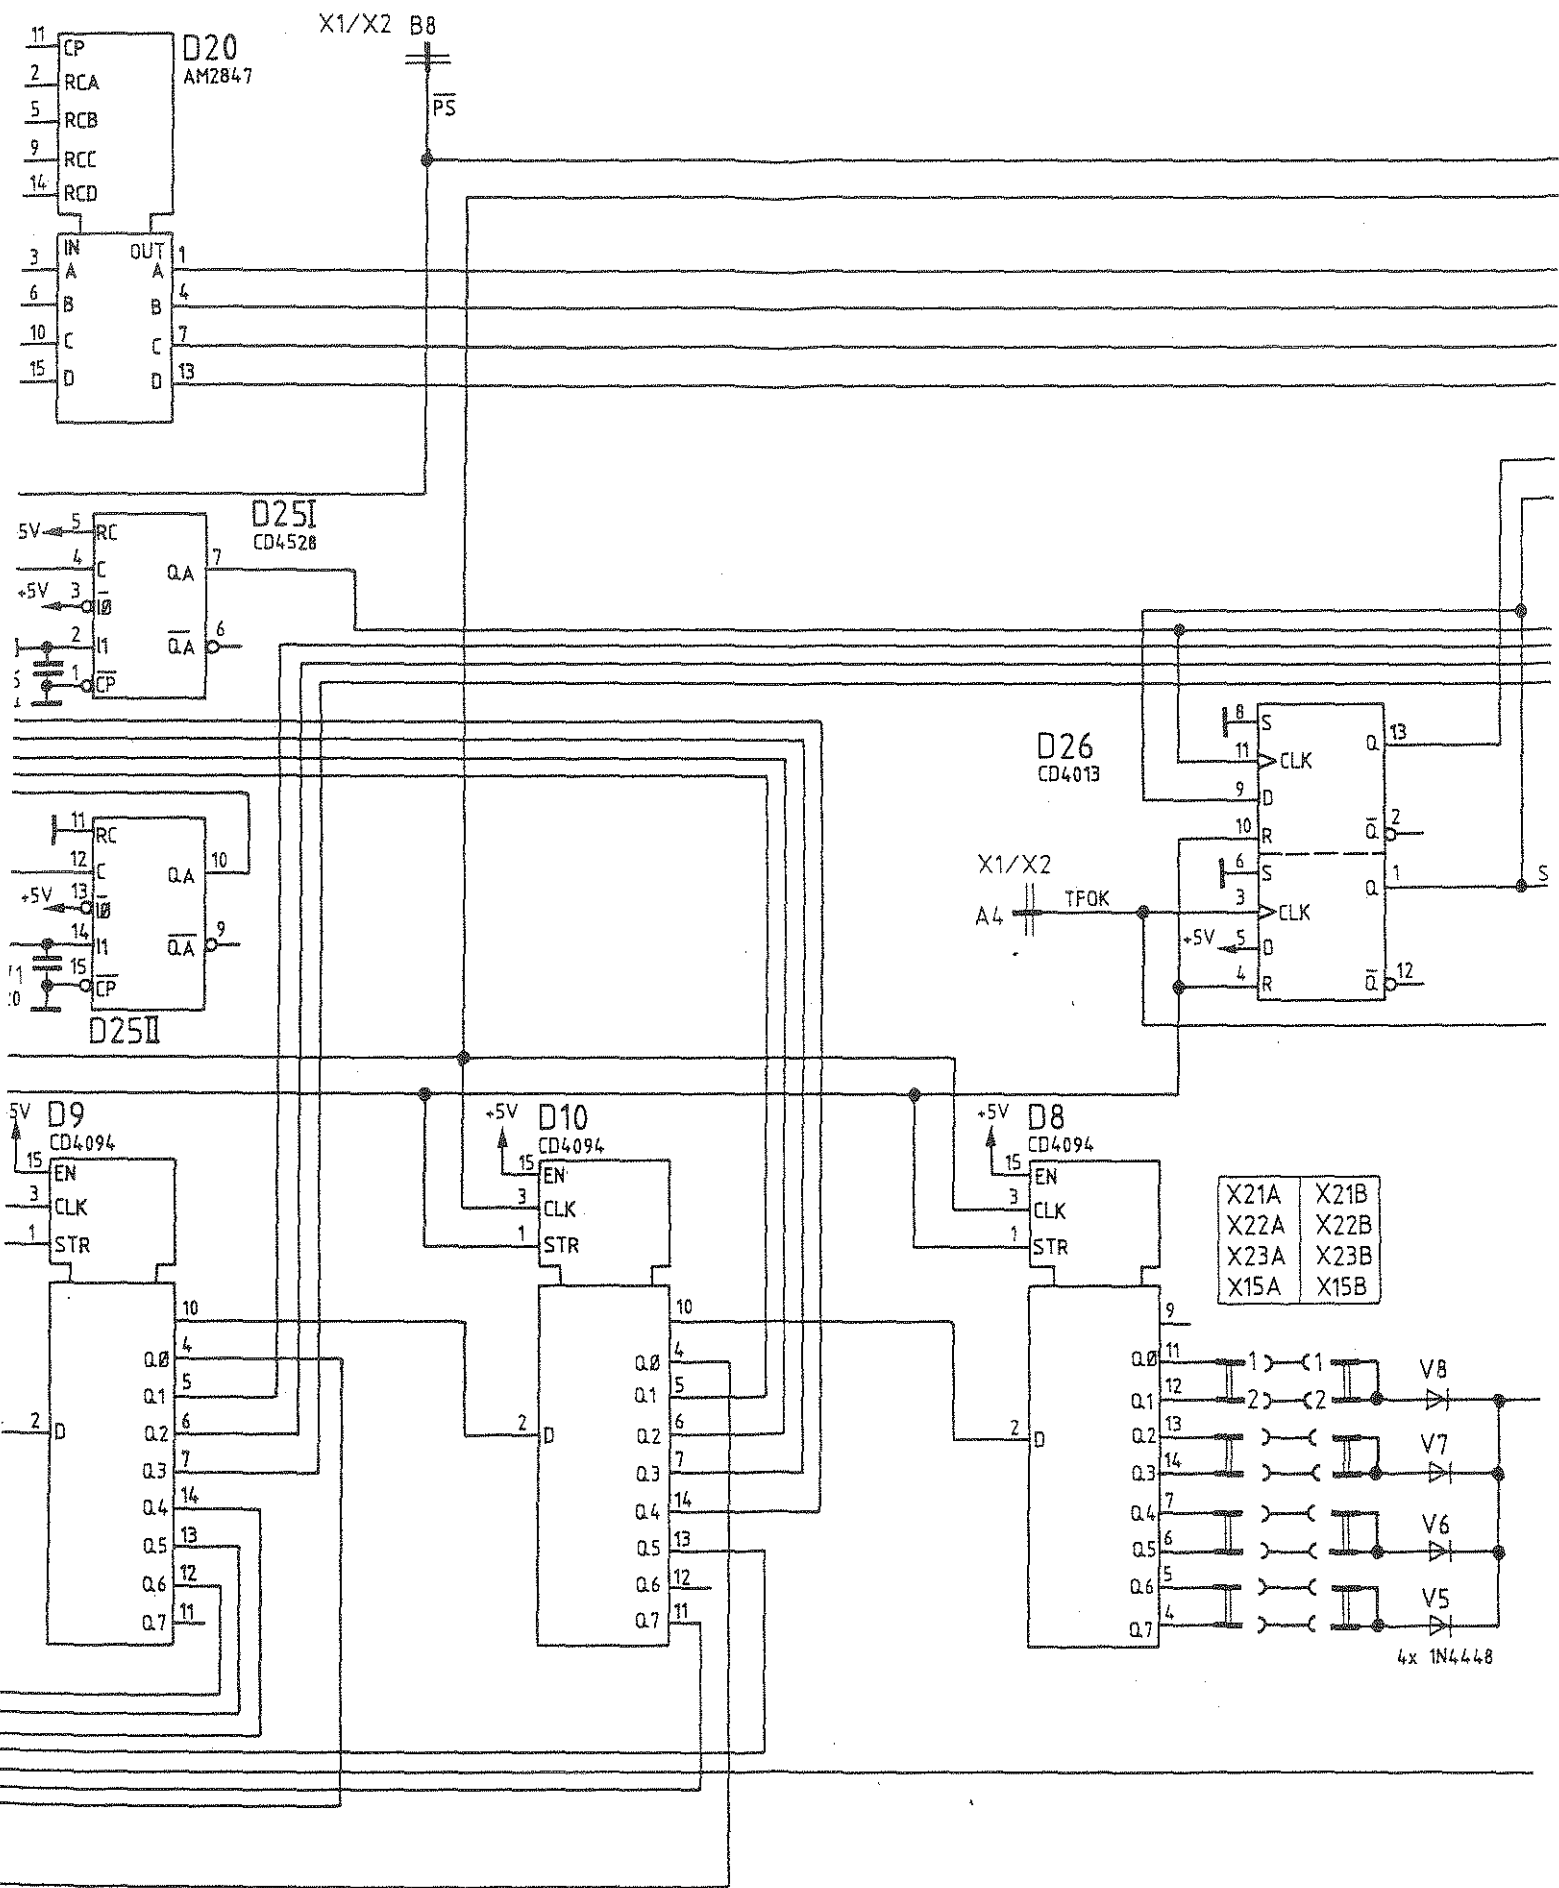 X1/X2 B8
PS
D20
AM2847
11 CP
2 RCA
5 RCB
9 RCC
14 RCD
IN OUT
3 A A 1
6 B B 4
10 C C 7
15 D D 13
D25I
CD4528
5V 5 RC
4 C QA 7
+5V 3 I0
2 I1 QA 6
1 CP
11 RC
12 C QA 10
+5V 13 I0
14 I1 QA 9
15 CP
D25II
D26
CD4013
8 S
11 CLK Q 13
9 D
10 R Q 2
6 S
3 CLK Q 1 S
+5V 5 D
4 R Q 12
X1/X2
A4 TFOK
5V D9
CD4094
15 EN
3 CLK
1 STR
10
Q0 4
Q1 5
2 D Q2 6
Q3 7
Q4 14
Q5 13
Q6 12
Q7 11
+5V D10
CD4094
15 EN
3 CLK
1 STR
10
Q0 4
Q1 5
2 D Q2 6
Q3 7
Q4 14
Q5 13
Q6 12
Q7 11
+5V D8
CD4094
15 EN
3 CLK
1 STR
9
Q0 11 1 1
Q1 12 2 2
2 D Q2 13
Q3 14
Q4 7
Q5 6
Q6 5
Q7 4
X21A X21B
X22A X22B
X23A X23B
X15A X15B
V8
V7
V6
V5
4x 1N4448